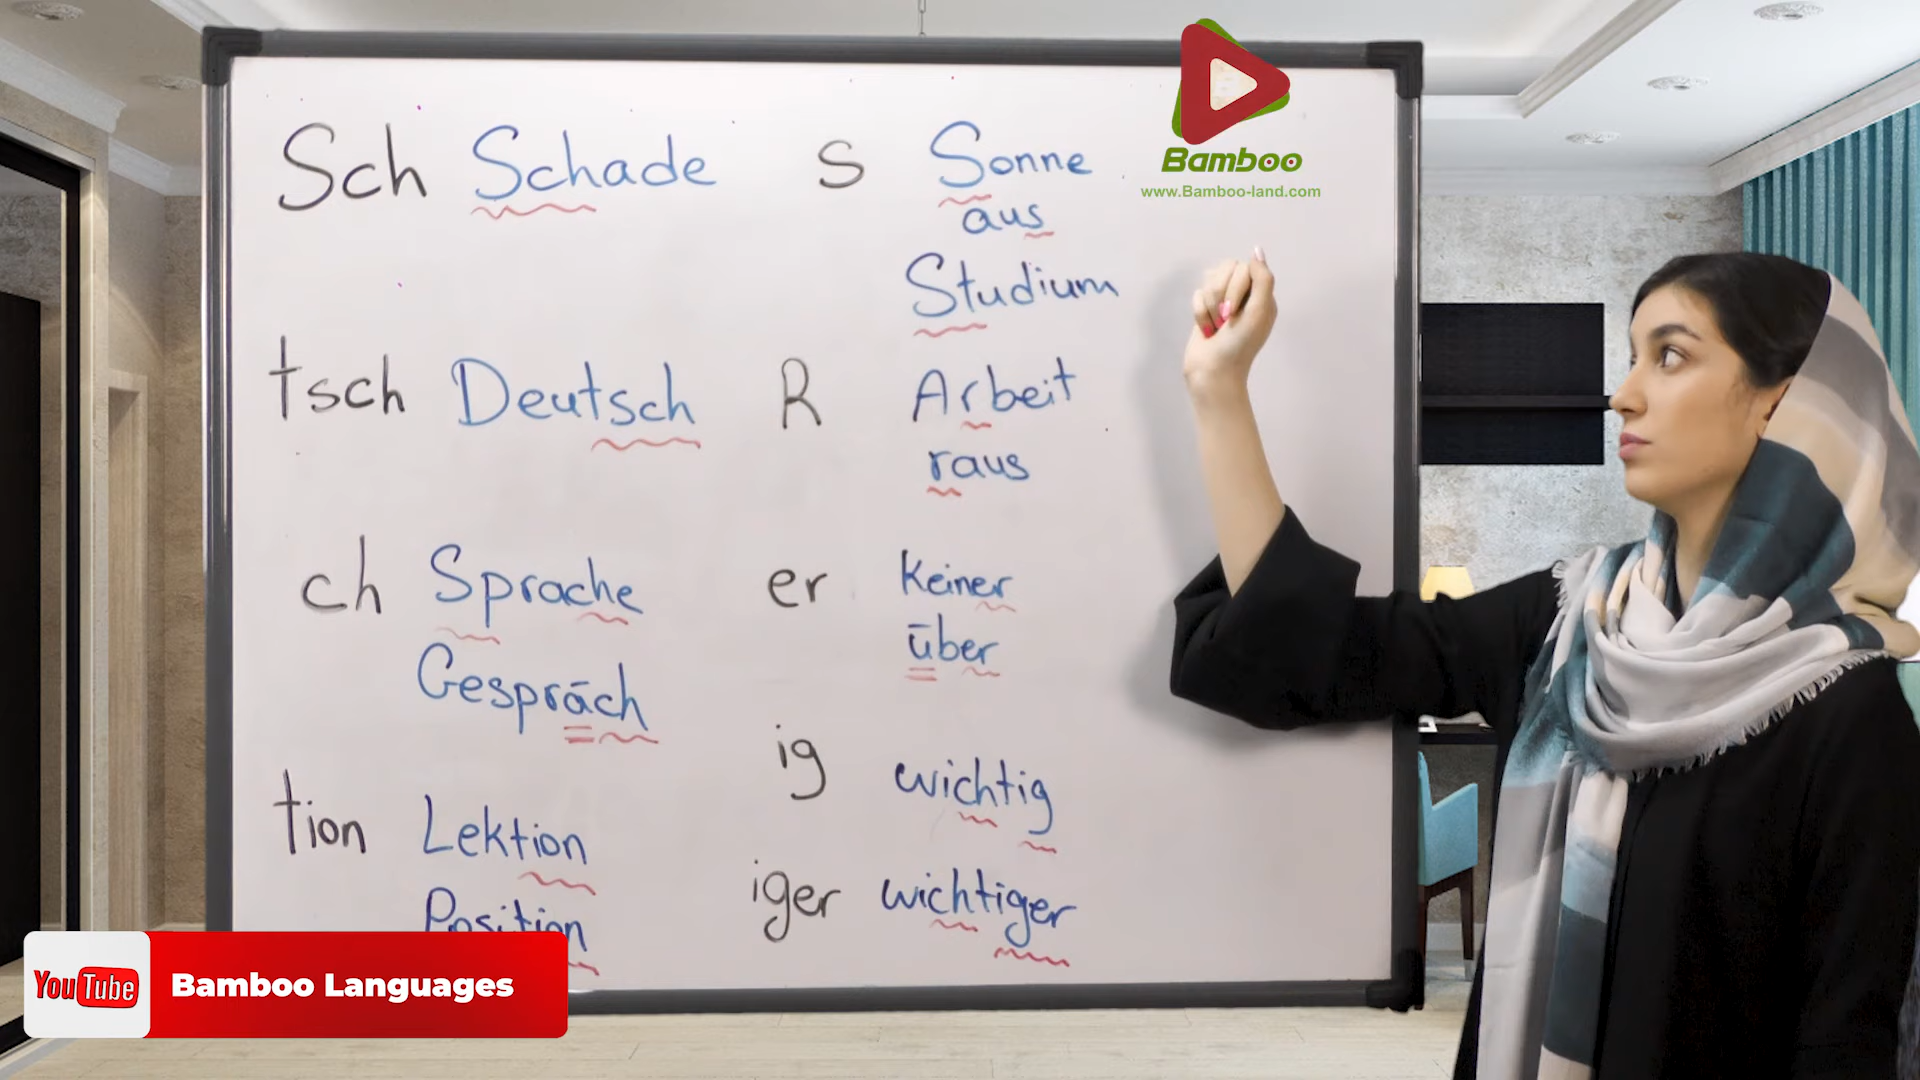 Sch Schade
tsch Deutsch
ch Sprache
Gespräch
tion Lektion
Position
s Sonne
aus
Studium
R Arbeit
raus
er Keiner
über
ig wichtig
iger wichtiger
Bamboo
www.Bamboo-land.com
YouTube
Bamboo Languages